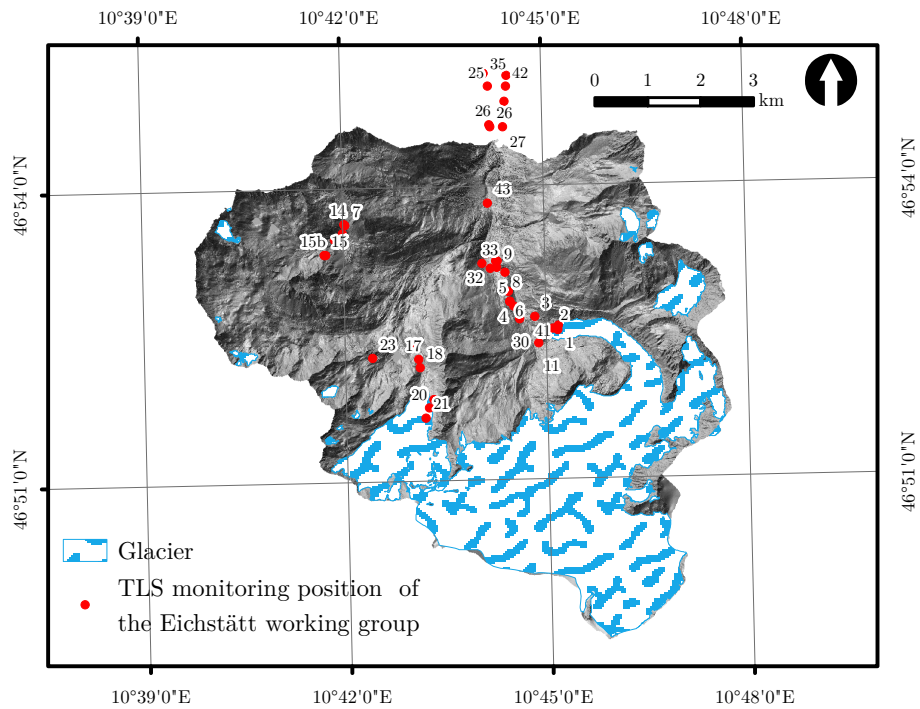 10°39'0"E 10°42'0"E 10°45'0"E 10°48'0"E
35
25 42
0 1 2 3
km
26 26
27
46°54'0"N
46°54'0"N
43
14 7
15b 15
33 9
32
5 8
3
4 6 2
41
30 1
11
17
23 18
20
21
46°51'0"N
46°51'0"N
Glacier
TLS monitoring position of
the Eichstätt working group
10°39'0"E 10°42'0"E 10°45'0"E 10°48'0"E